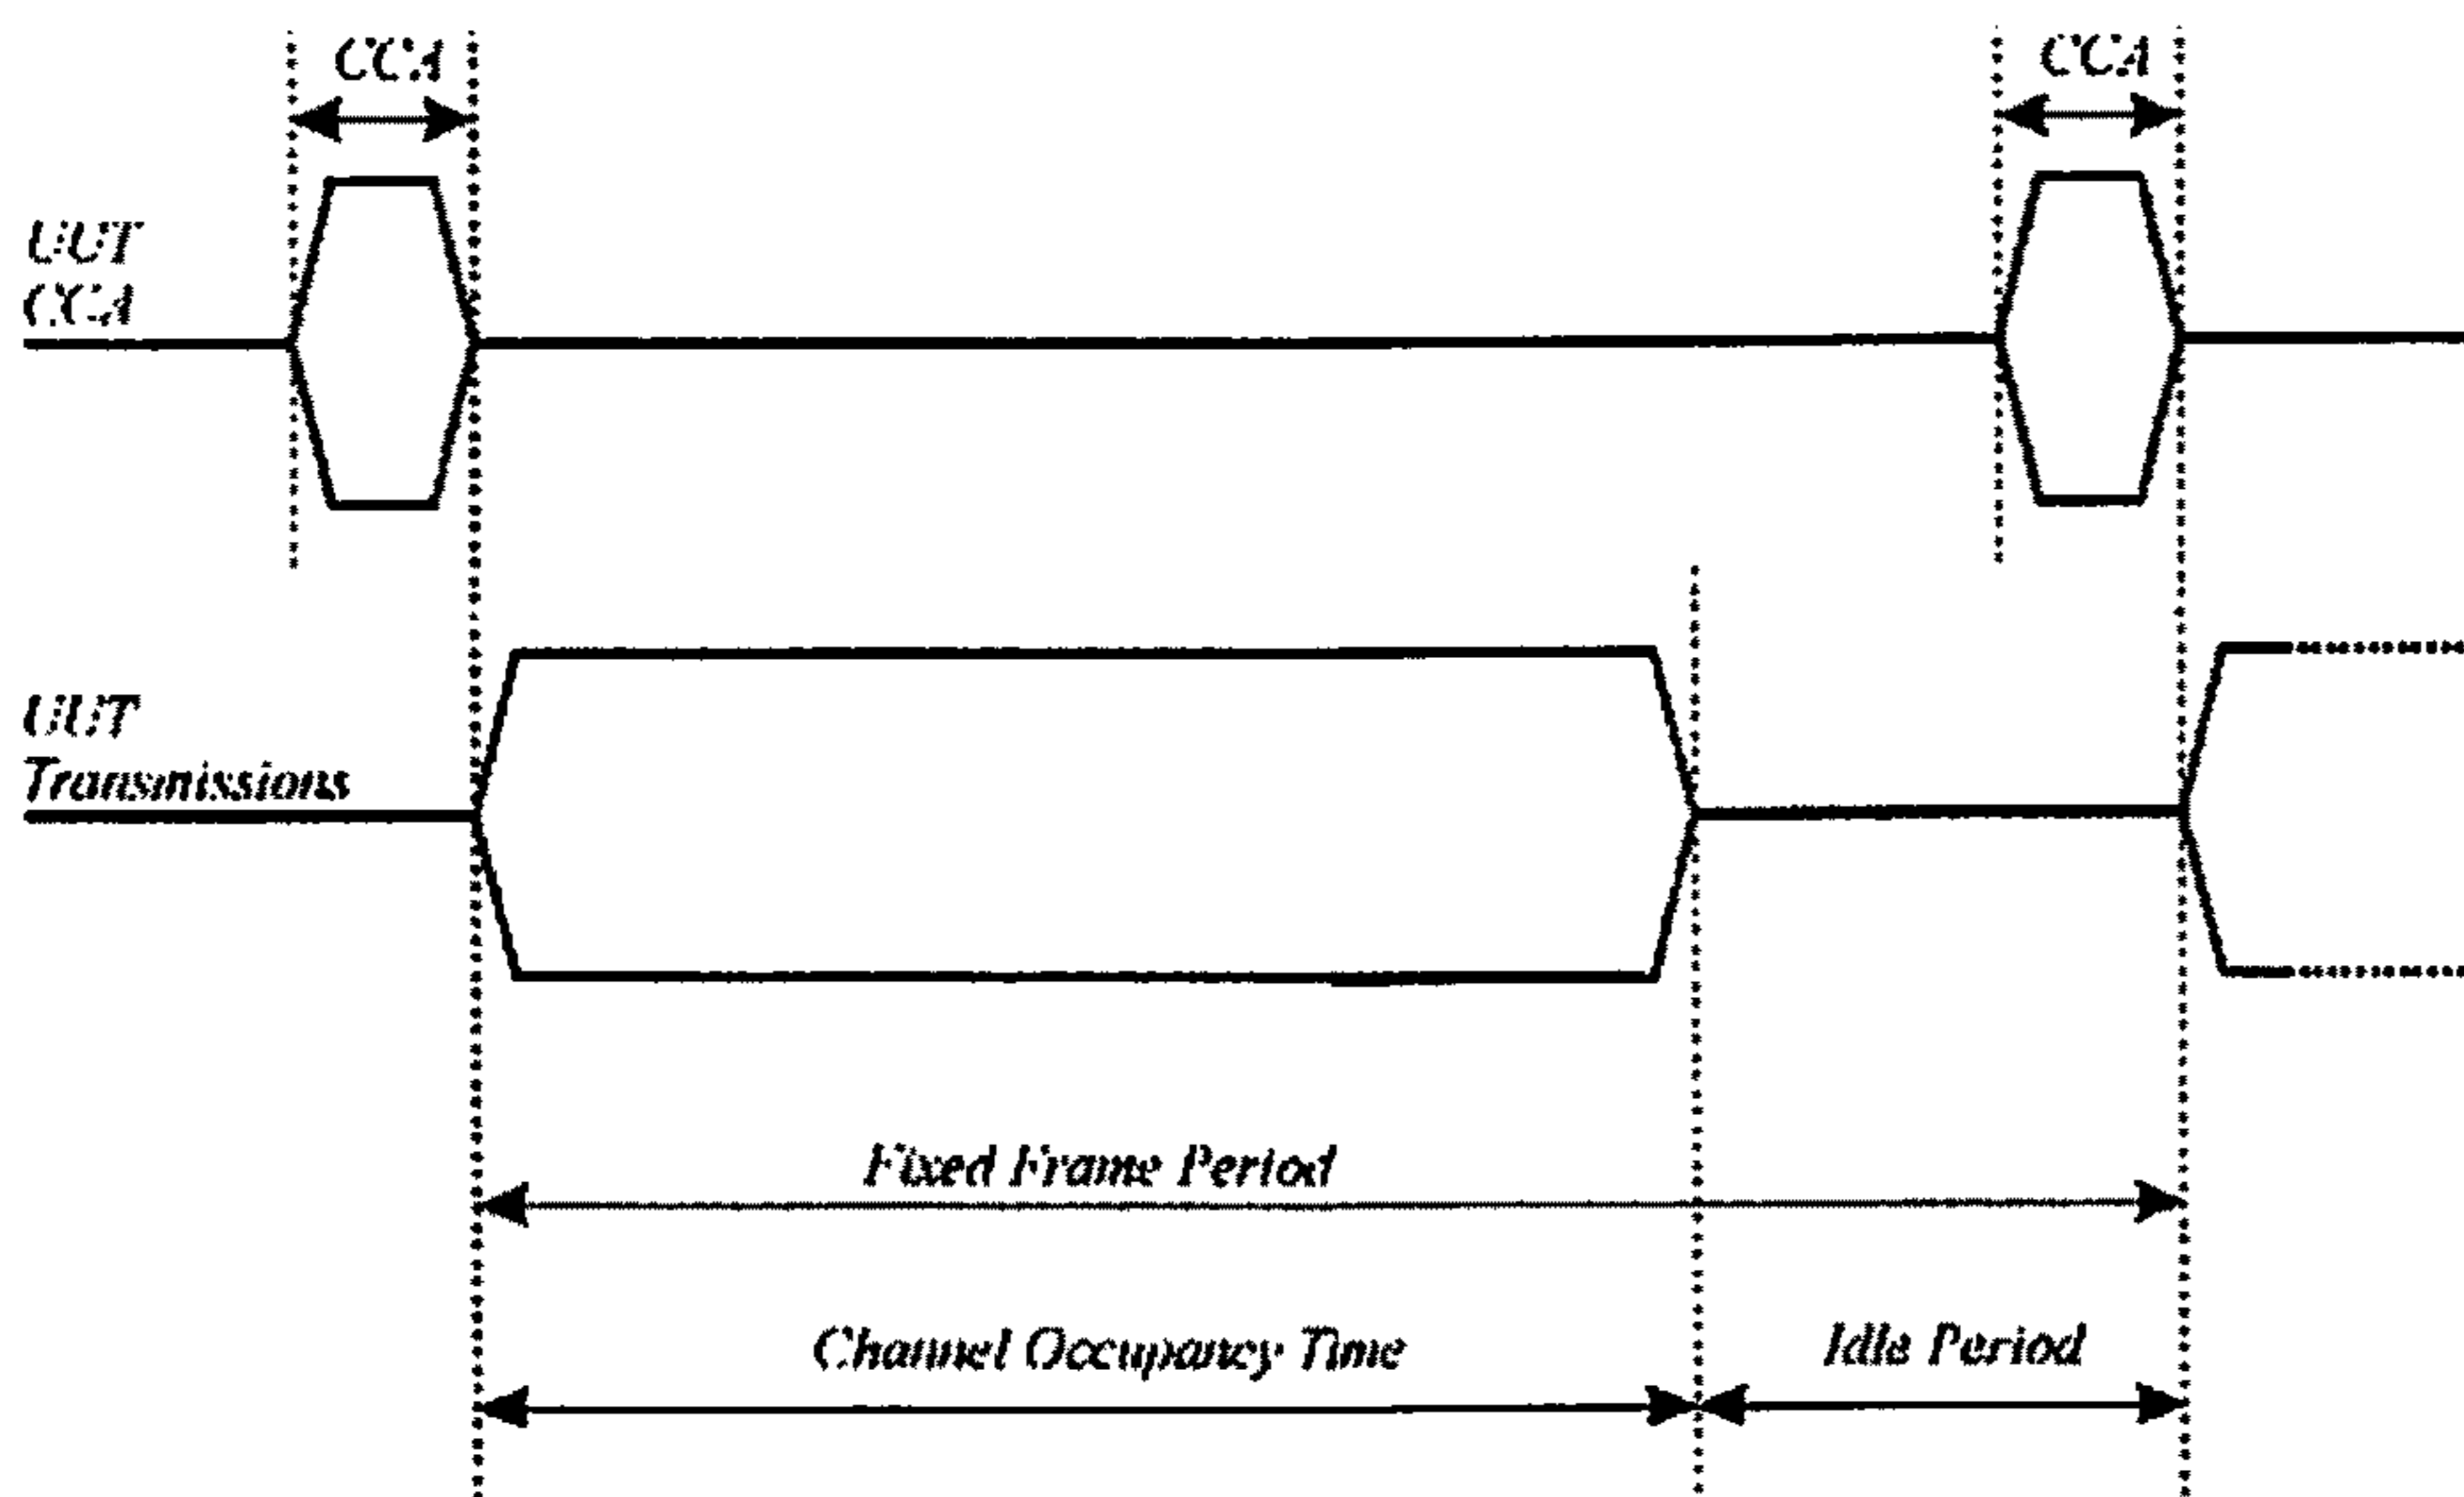 CCA
CCA
UUT
CCA
UUT
Transmissions
Fixed Frame Period
Channel Occupancy Time
Idle Period